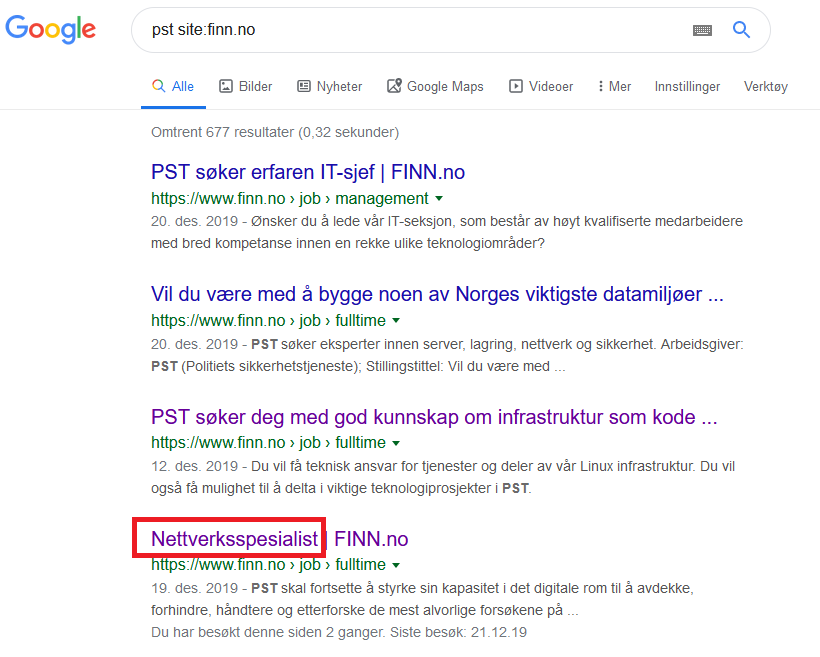 Google
pst site:finn.no
Alle Bilder Nyheter Google Maps Videoer Mer Innstillinger Verktøy
Omtrent 677 resultater (0,32 sekunder)
PST søker erfaren IT-sjef | FINN.no
https://www.finn.no › job › management
20. des. 2019 - Ønsker du å lede vår IT-seksjon, som består av høyt kvalifiserte medarbeidere
med bred kompetanse innen en rekke ulike teknologiområder?
Vil du være med å bygge noen av Norges viktigste datamiljøer ...
https://www.finn.no › job › fulltime
20. des. 2019 - PST søker eksperter innen server, lagring, nettverk og sikkerhet. Arbeidsgiver:
PST (Politiets sikkerhetstjeneste); Stillingstittel: Vil du være med ...
PST søker deg med god kunnskap om infrastruktur som kode ...
https://www.finn.no › job › fulltime
12. des. 2019 - Du vil få teknisk ansvar for tjenester og deler av vår Linux infrastruktur. Du vil
også få mulighet til å delta i viktige teknologiprosjekter i PST.
Nettverksspesialist | FINN.no
https://www.finn.no › job › fulltime
19. des. 2019 - PST skal fortsette å styrke sin kapasitet i det digitale rom til å avdekke,
forhindre, håndtere og etterforske de mest alvorlige forsøkene på ...
Du har besøkt denne siden 2 ganger. Siste besøk: 21.12.19